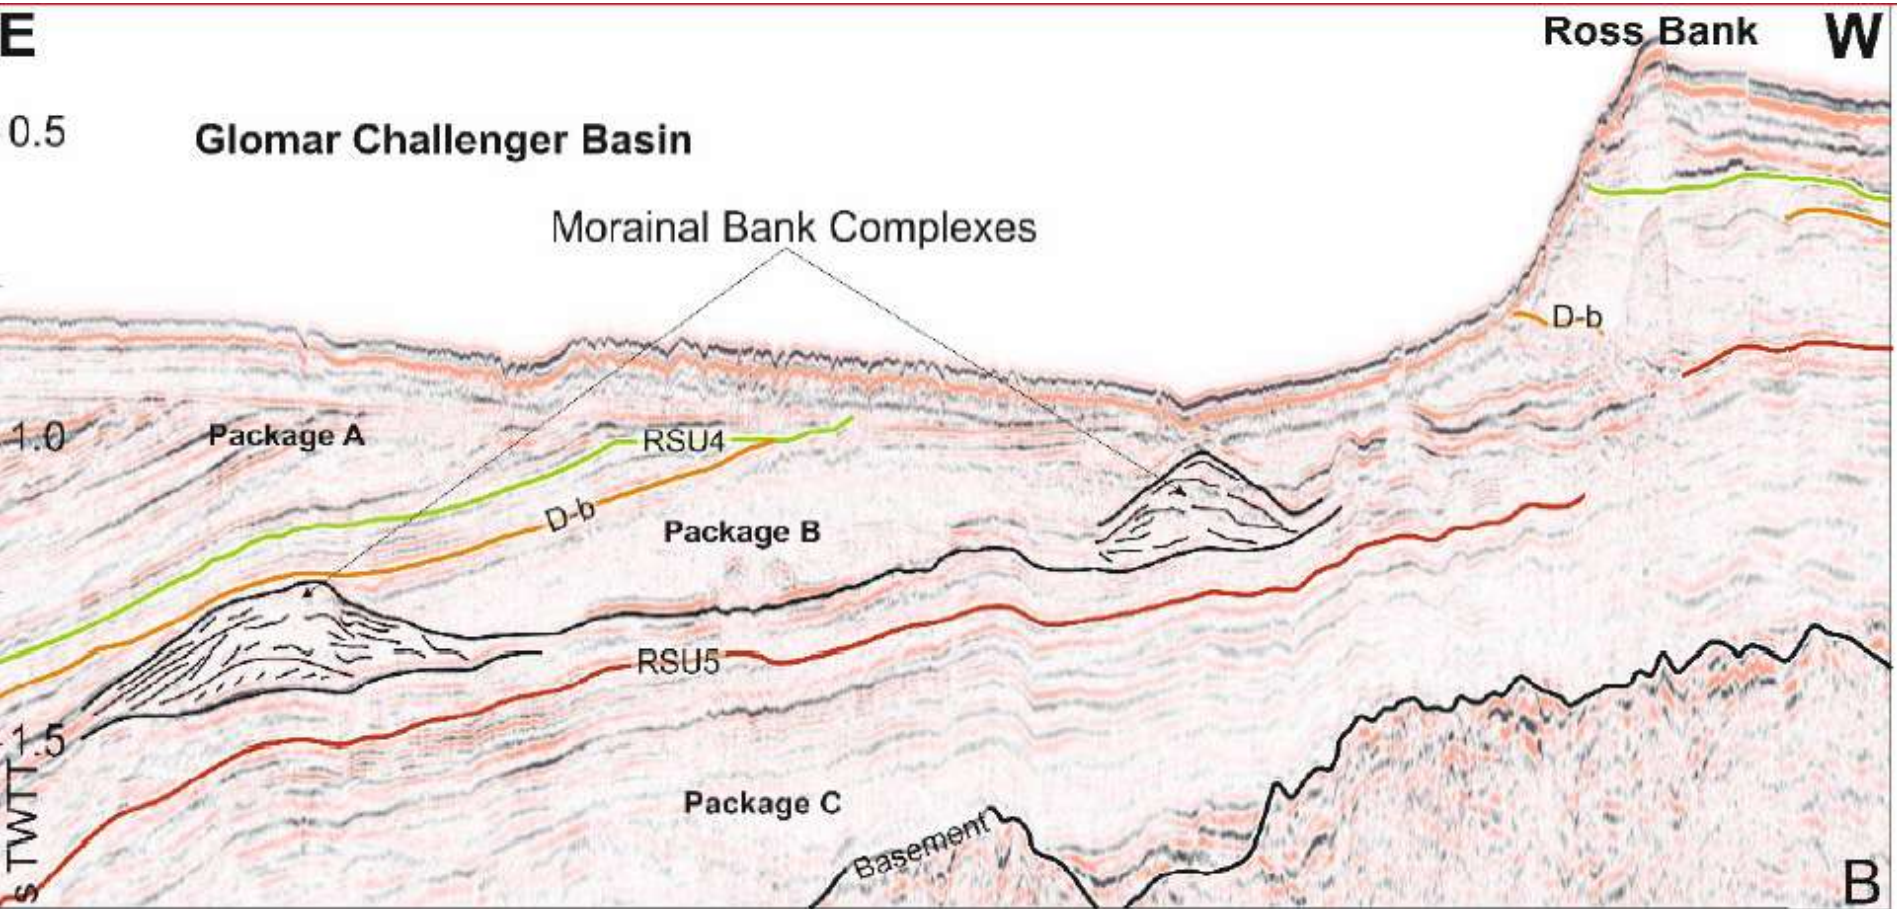 E
Ross Bank
W
0.5
Glomar Challenger Basin
Morainal Bank Complexes
D-b
1.0
Package A
RSU4
D-b
Package B
RSU5
1.5
s TWTT
Package C
Basement
B